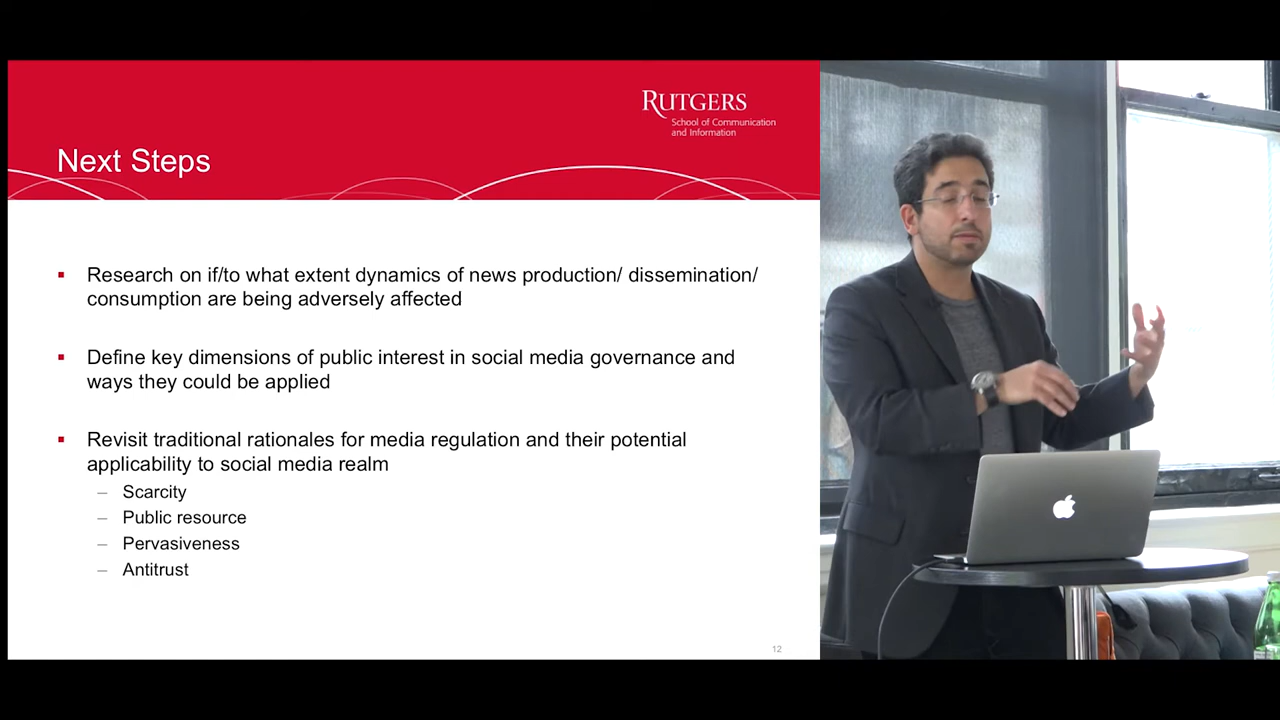 RUTGERS
School of Communication
and Information
Next Steps
▪ Research on if/to what extent dynamics of news production/ dissemination/
consumption are being adversely affected
▪ Define key dimensions of public interest in social media governance and
ways they could be applied
▪ Revisit traditional rationales for media regulation and their potential
applicability to social media realm
– Scarcity
– Public resource
– Pervasiveness
– Antitrust
12